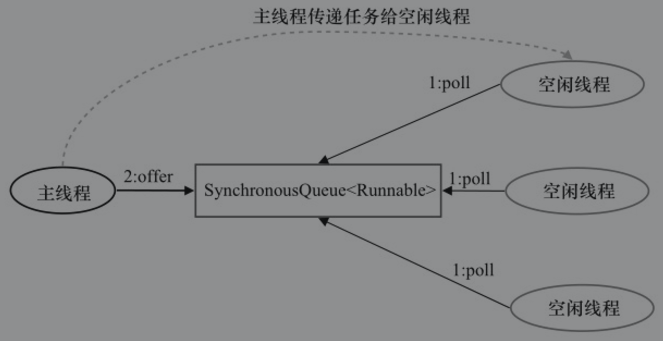 主线程传递任务给空闲线程
1:poll
空闲线程
主线程
2:offer
SynchronousQueue<Runnable>
1:poll
空闲线程
1:poll
空闲线程